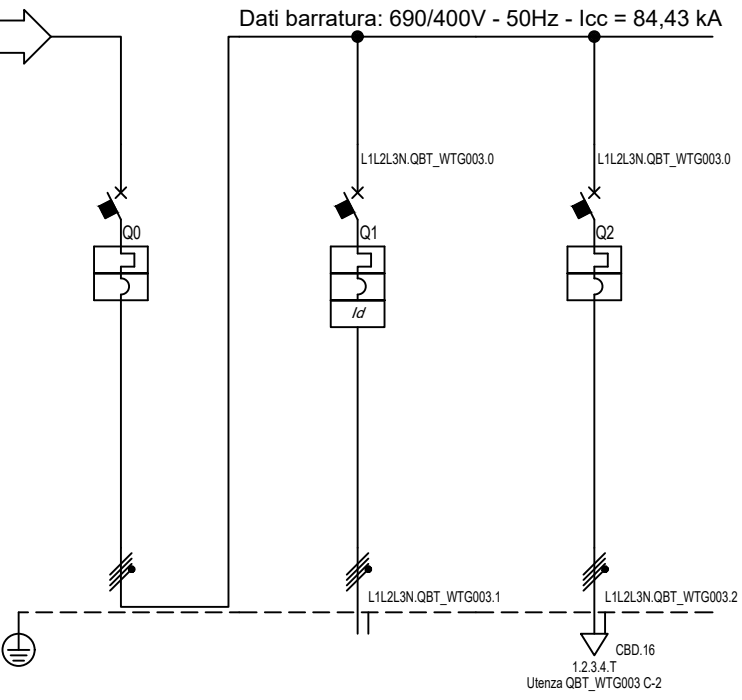 Dati barratura: 690/400V - 50Hz - Icc = 84,43 kA
L1L2L3N.QBT_WTG003.0
L1L2L3N.QBT_WTG003.0
Q0
Q1
Q2
Id
L1L2L3N.QBT_WTG003.1
L1L2L3N.QBT_WTG003.2
CBD.16
1.2.3.4.T
Utenza QBT_WTG003 C-2